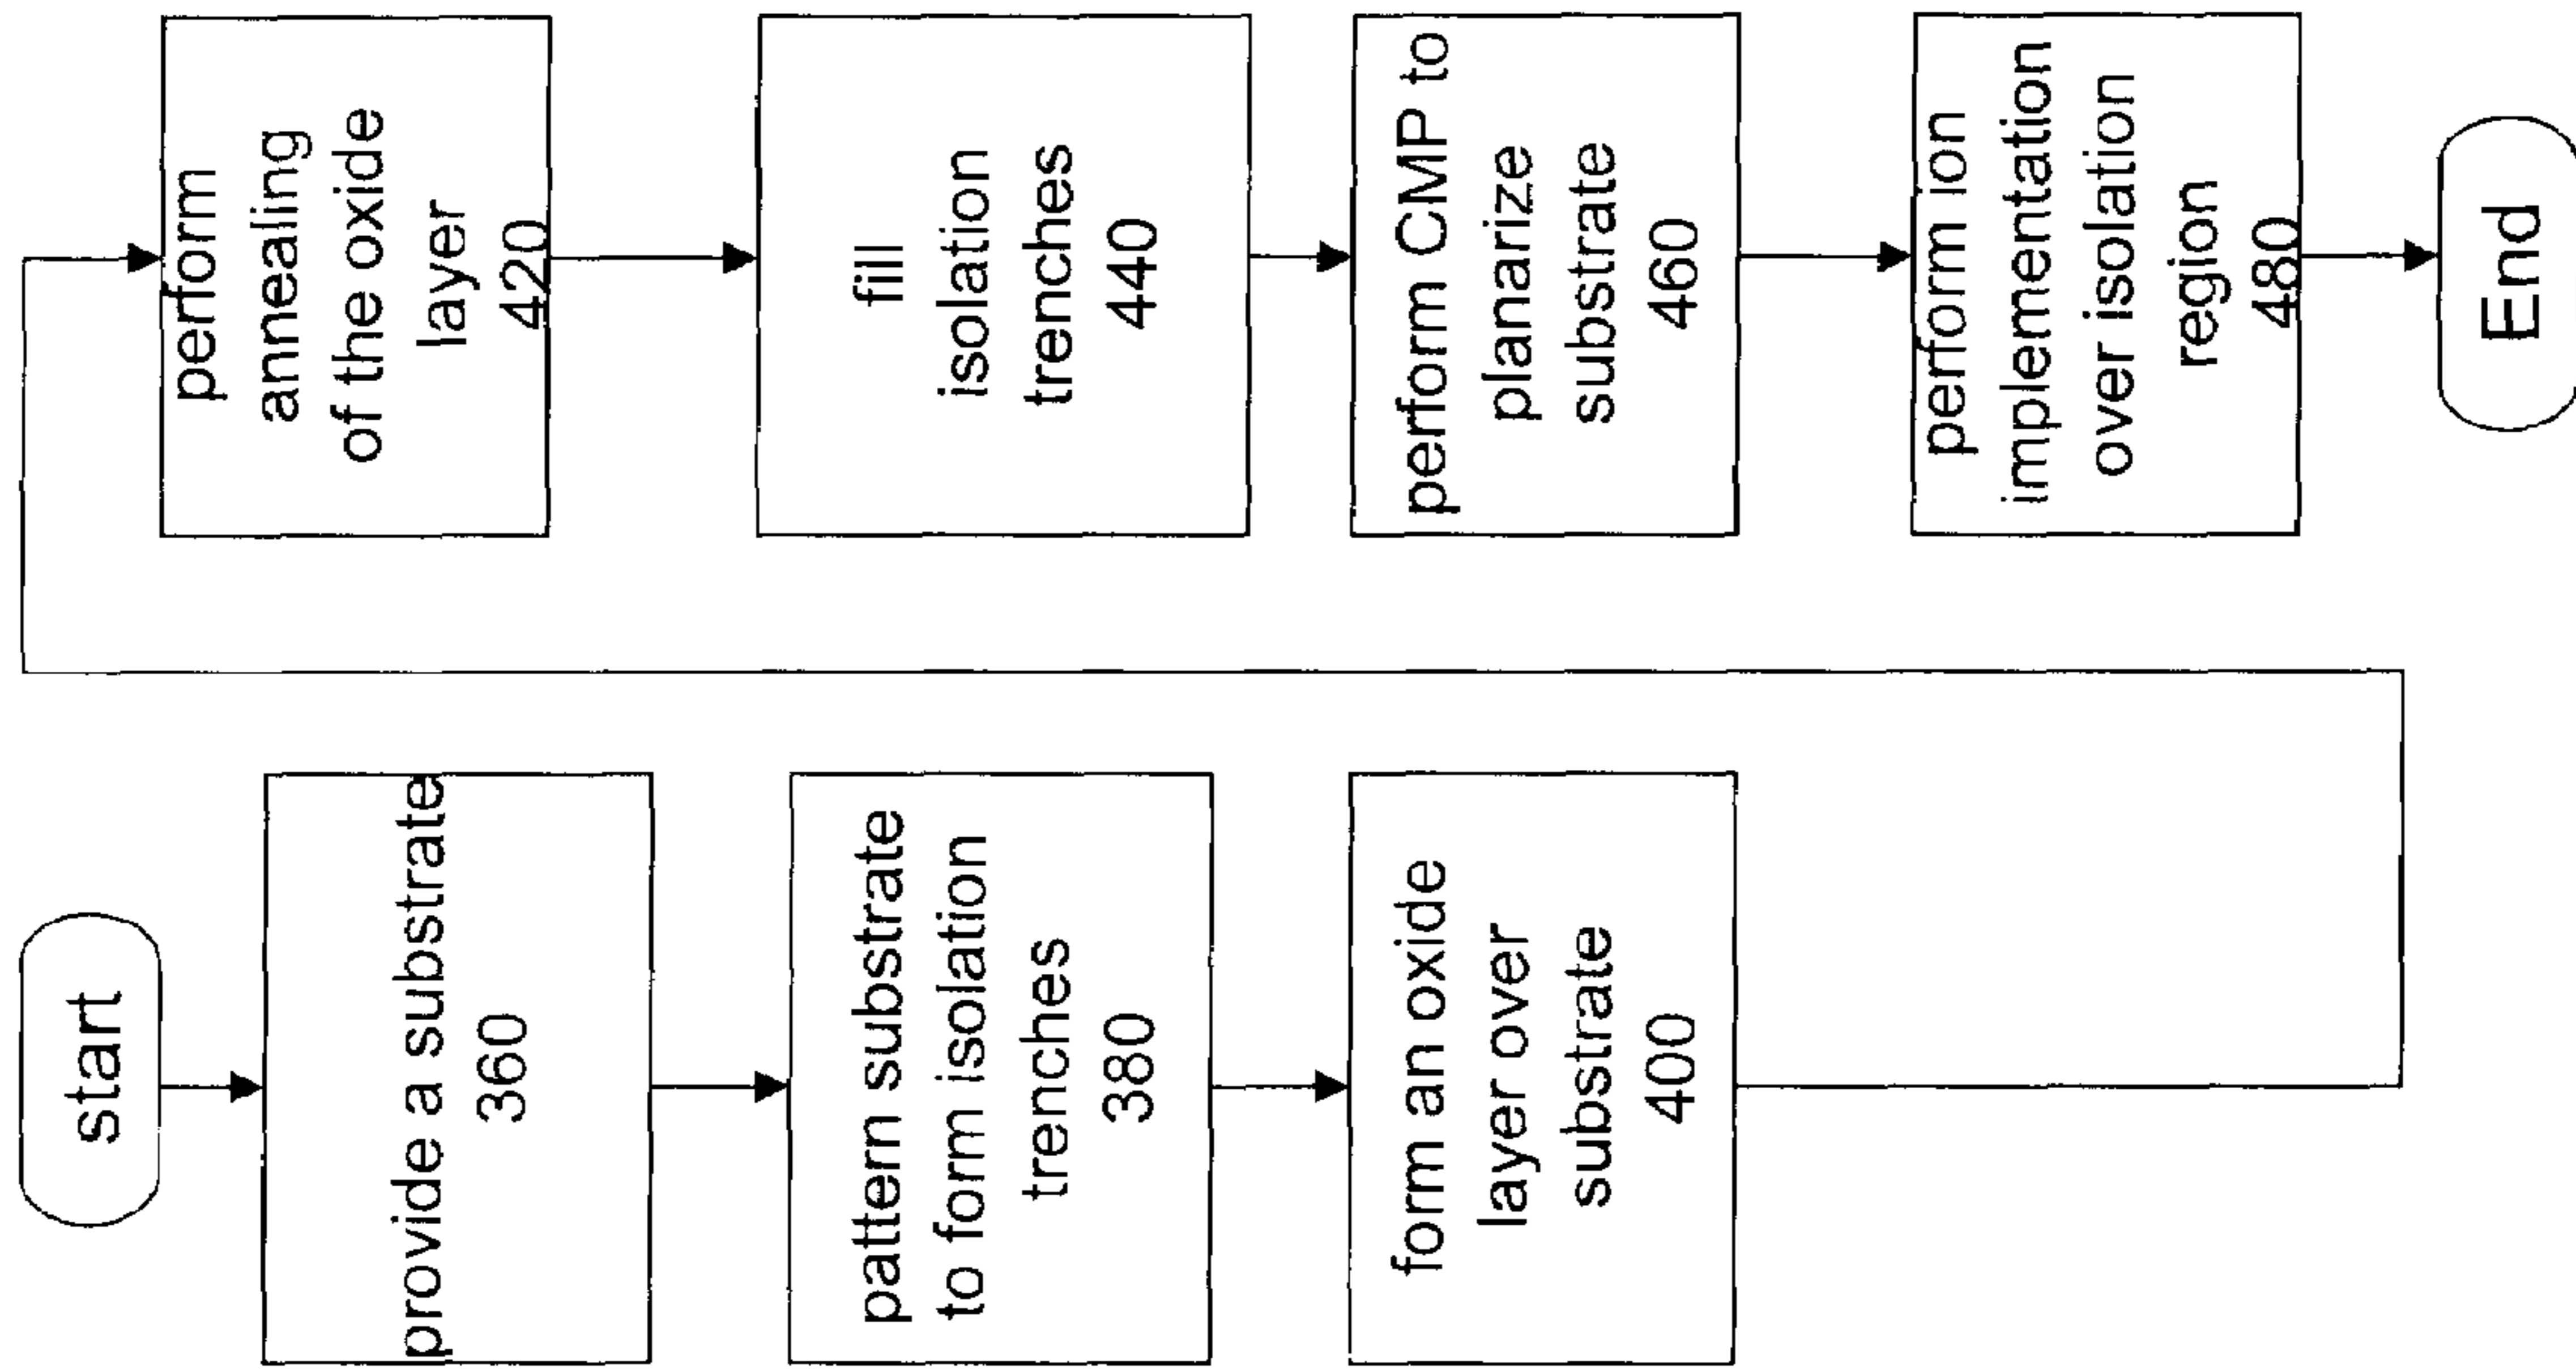 start
provide a substrate
360
pattern substrate
to form isolation
trenches
380
form an oxide
layer over
substrate
400
perform
annealing
of the oxide
layer
420
fill
isolation
trenches
440
perform CMP to
planarize
substrate
460
perform ion
implementation
over isolation
region
480
End